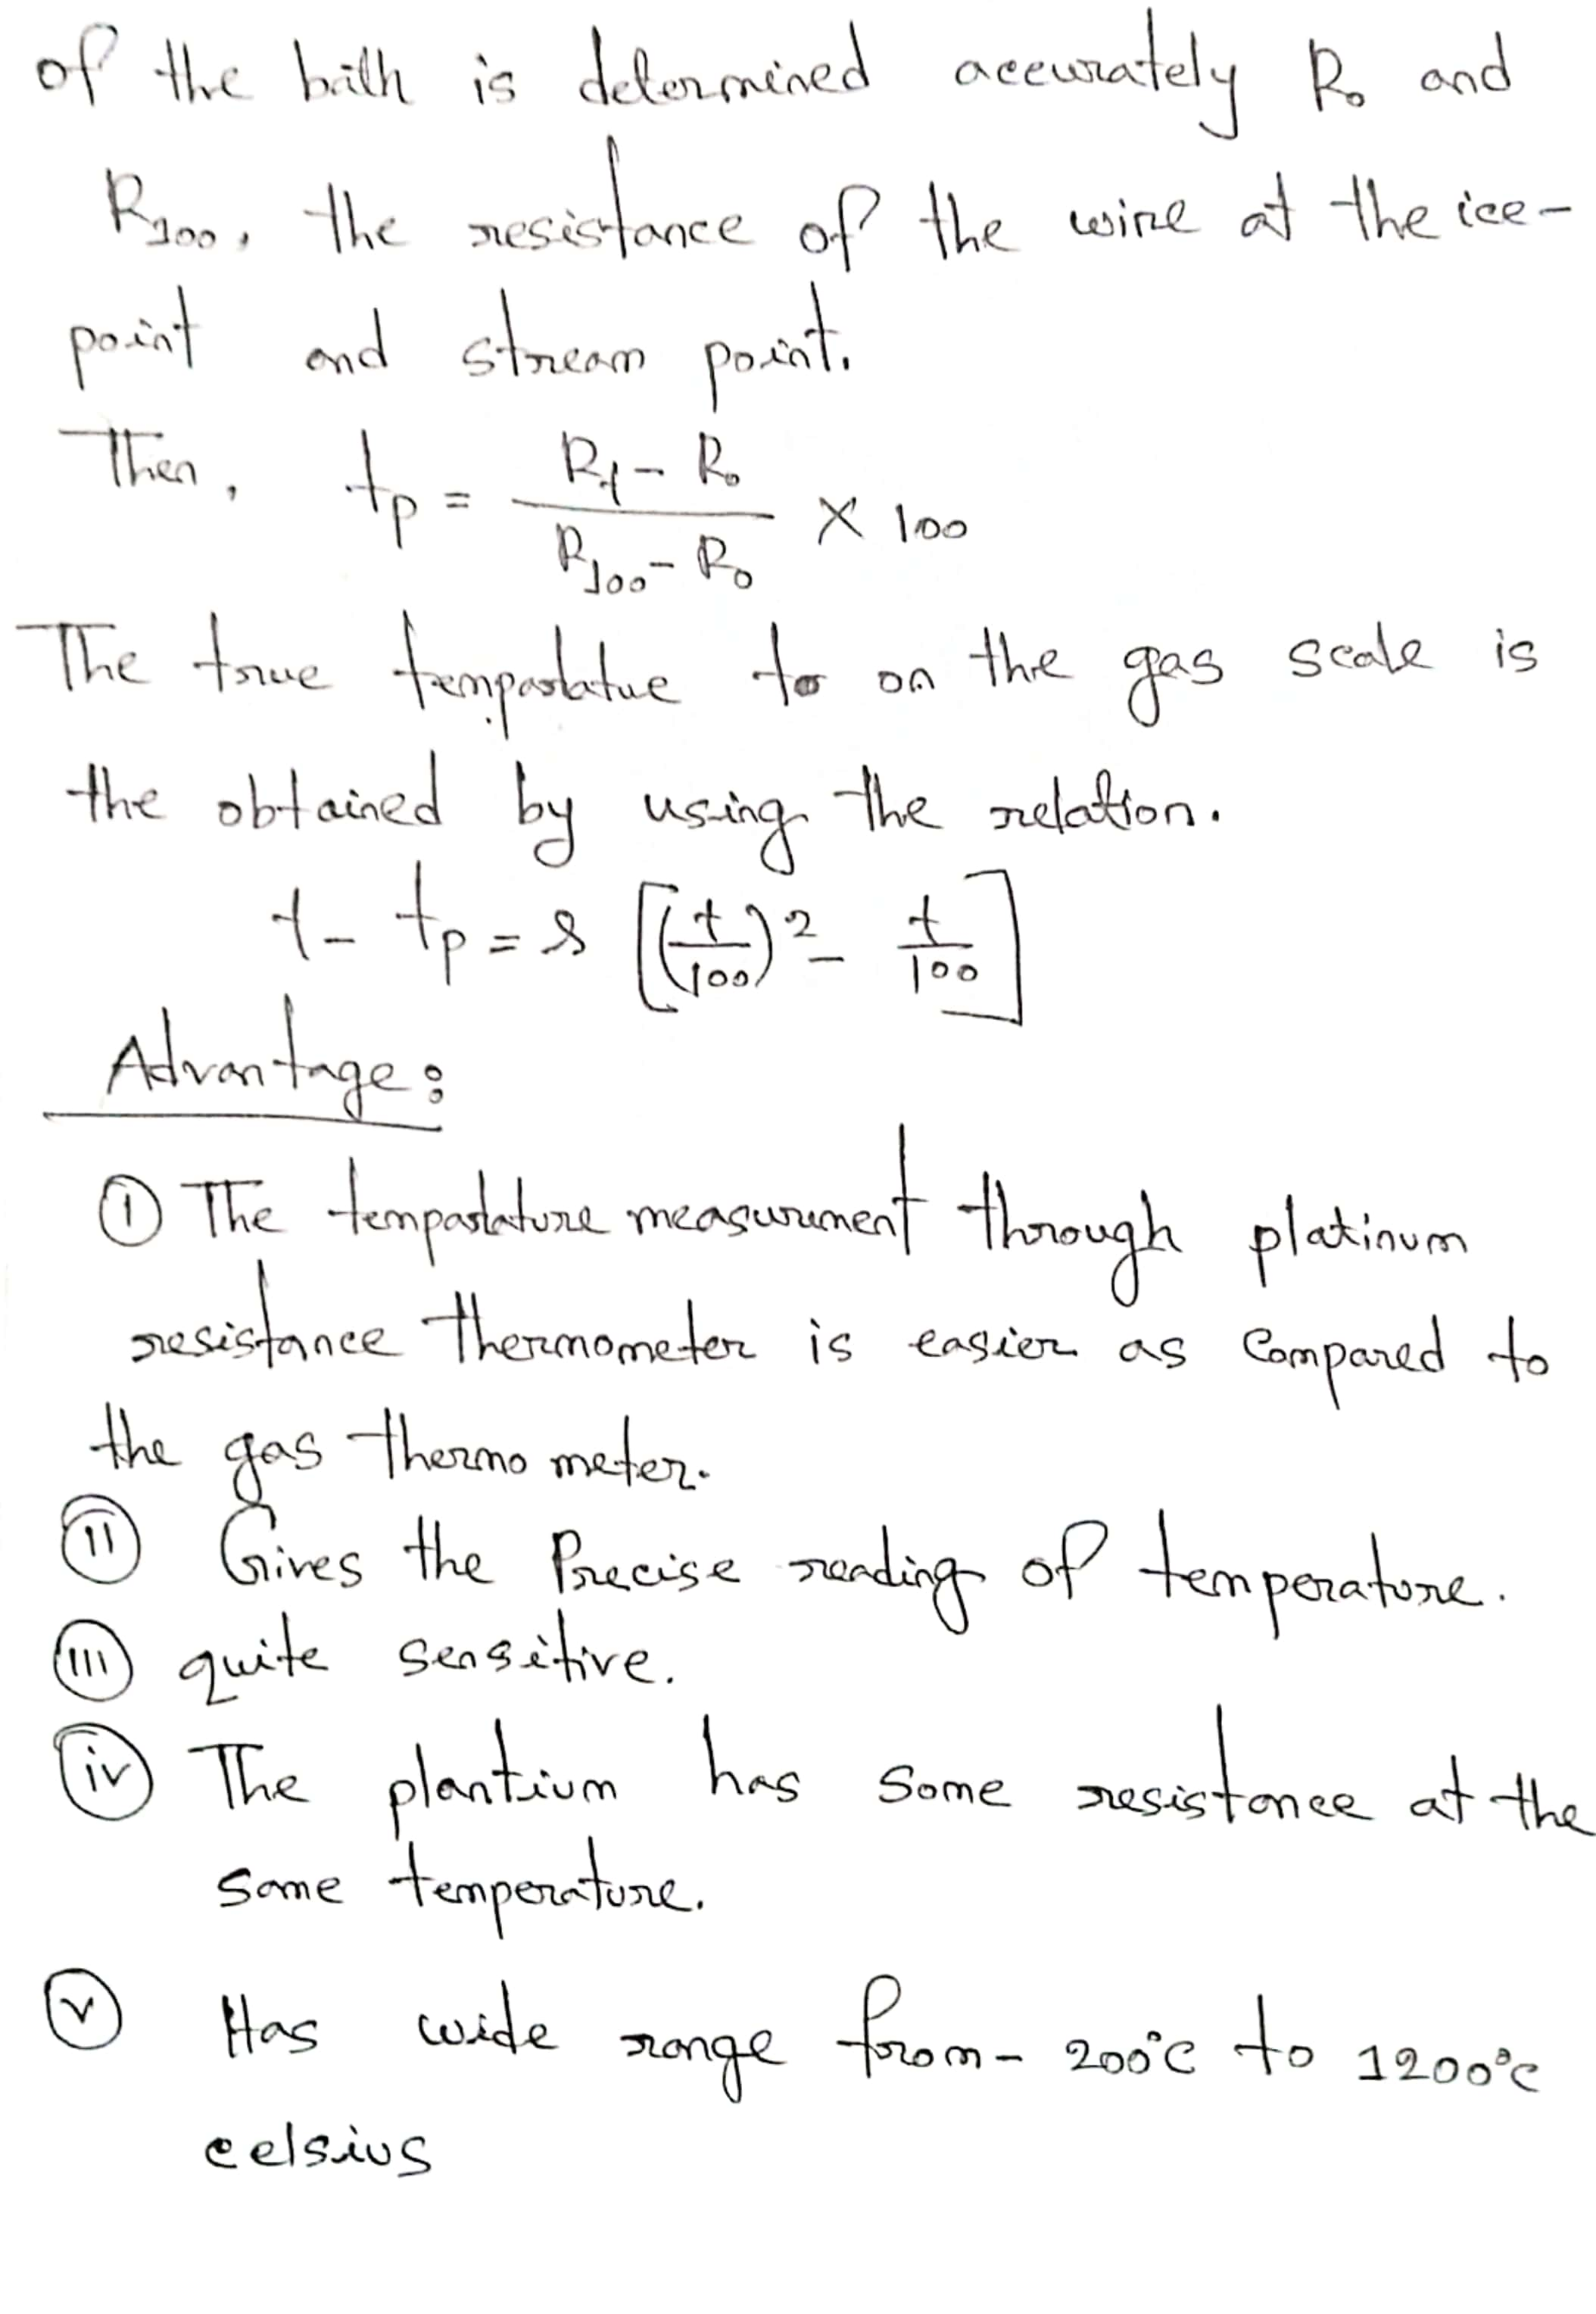 of the bath is determined accurately R₀ and
R₁₀₀, the resistance of the wire at the ice-
point and stream point.
Then, tp = (Rt - R₀) / (R₁₀₀ - R₀) × 100
The true temparatue to on the gas scale is
the obtained by using the relation.
t - tp = δ [(t/100)² - t/100]
Advantage:
① The temparature measurument through platinum
resistance thermometer is easier as compared to
the gas thermo meter.
(ii) Gives the Precise reading of temperature.
(iii) quite sensitive.
(iv) The plantium has some resistance at the
same temperature.
(v) Has wide range from - 200°c to 1200°c
celsius